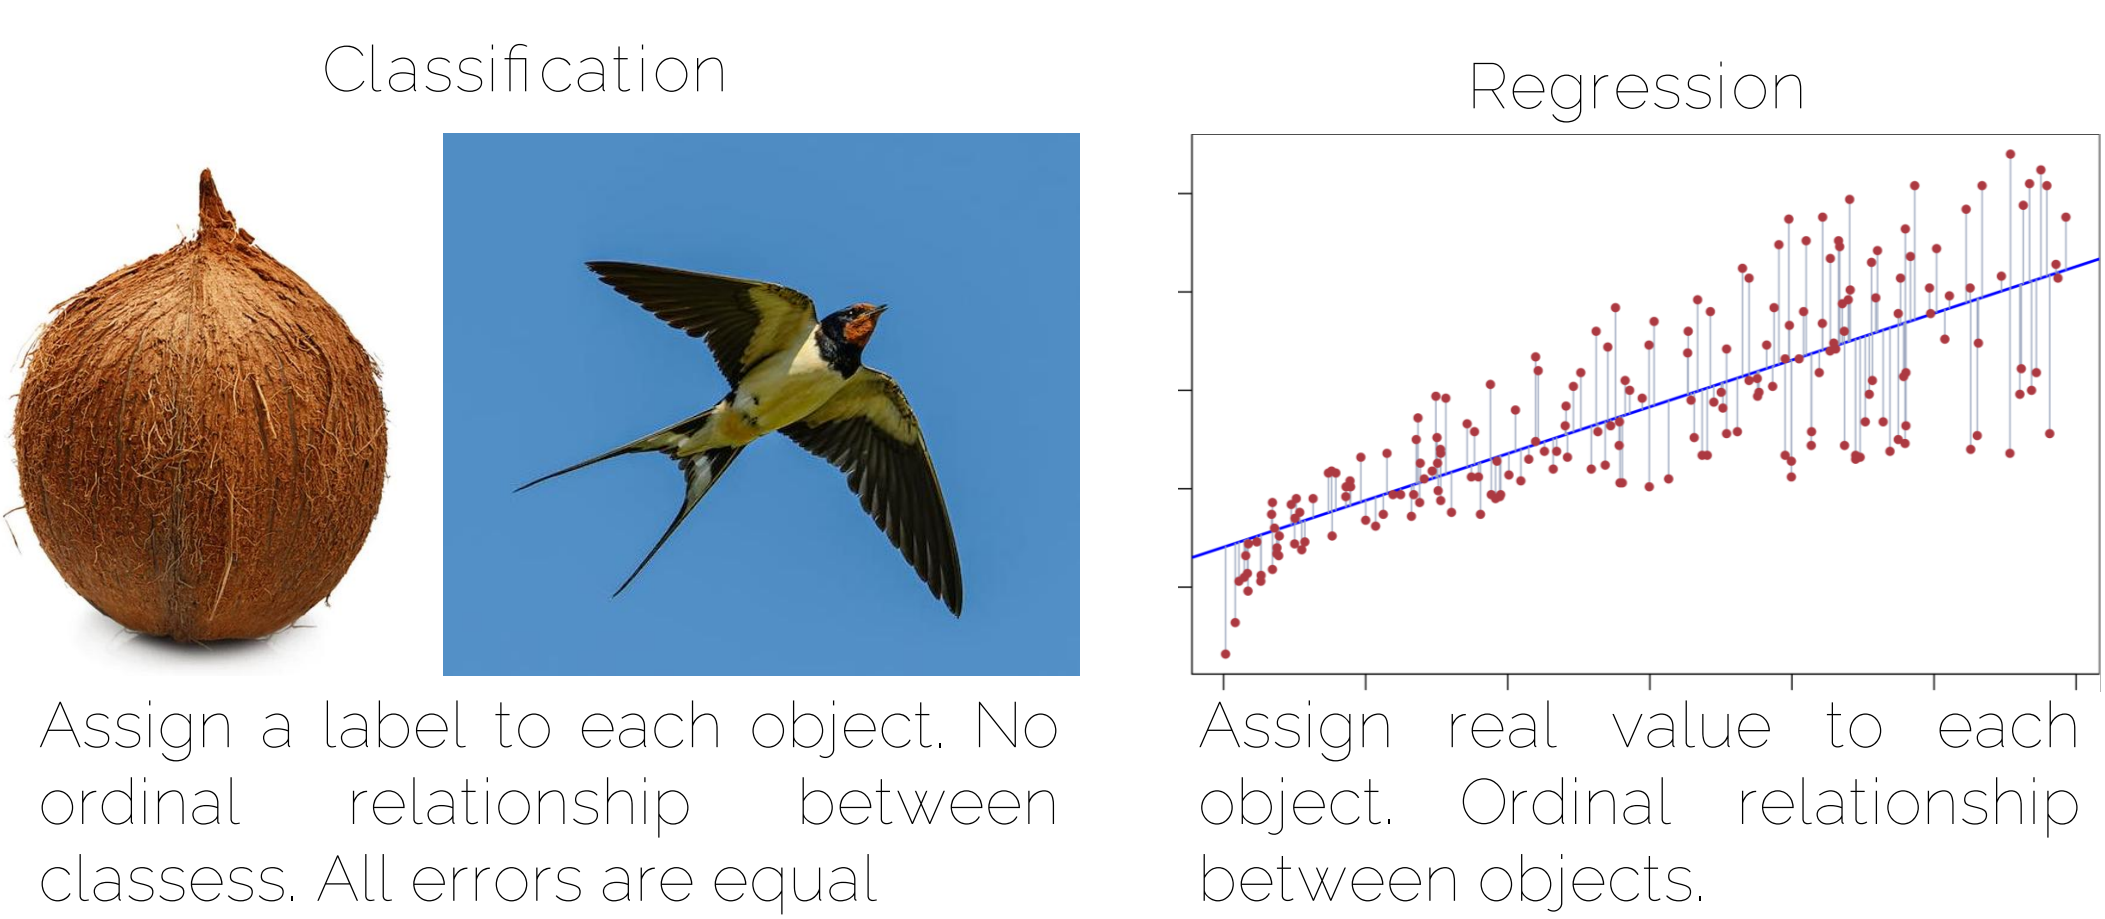 Classification
Assign a label to each object. No
ordinal relationship between
classess. All errors are equal
Regression
Assign real value to each
object. Ordinal relationship
between objects.